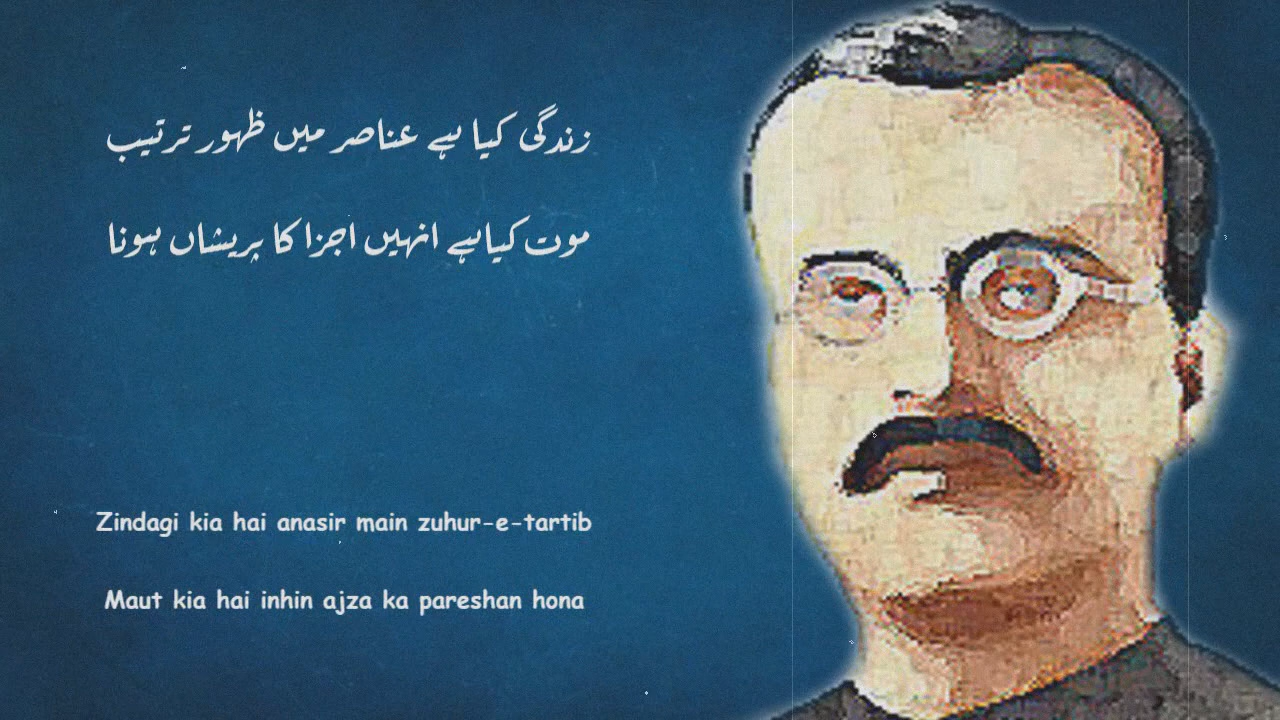 زندگی کیا ہے عناصر میں ظہور ترتیب
موت کیا ہے انہیں اجزا کا پریشاں ہونا
Zindagi kia hai anasir main zuhur-e-tartib
Maut kia hai inhin ajza ka pareshan hona